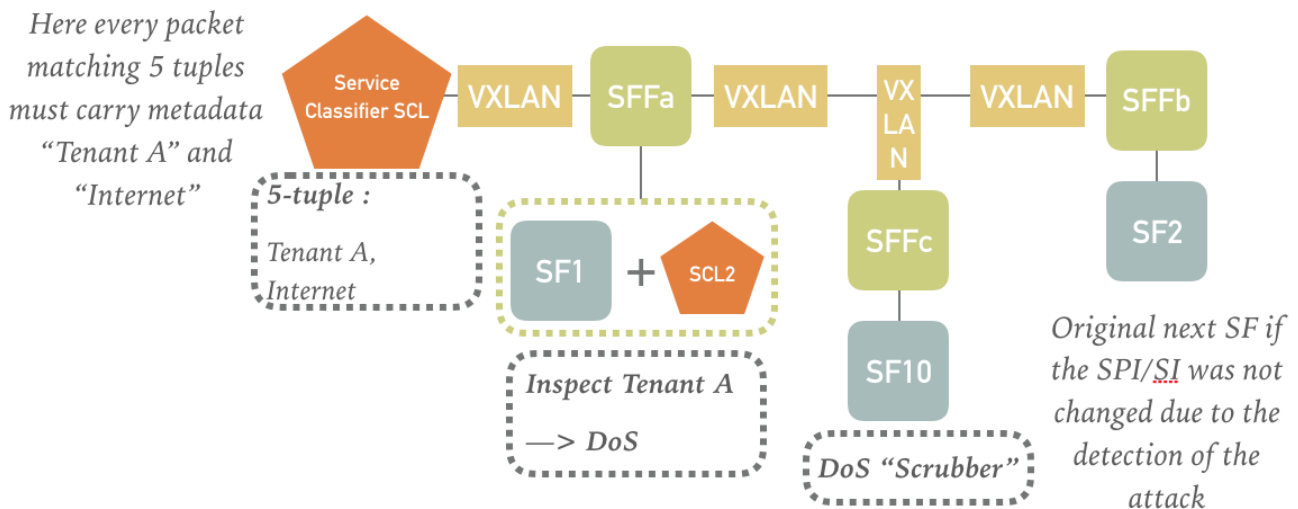 Here every packet
matching 5 tuples
must carry metadata
“Tenant A” and
“Internet”
Service
Classifier SCL
VXLAN
SFFa
VXLAN
VX
LA
N
VXLAN
SFFb
5-tuple :
Tenant A,
Internet
SF1
+
SCL2
SFFc
SF2
Inspect Tenant A
—> DoS
SF10
DoS “Scrubber”
Original next SF if
the SPI/SI was not
changed due to the
detection of the
attack